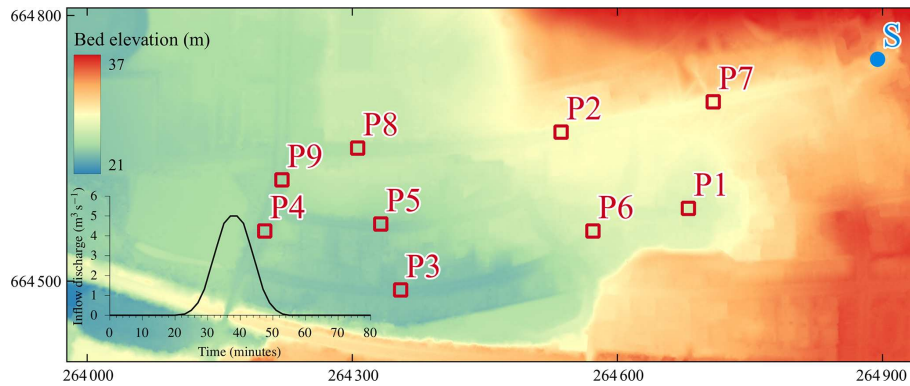 664 800
Bed elevation (m)
37
21
S
P7
P2
P8
P9
P1
P5
P6
P4
P3
664 500
Inflow discharge (m³ s⁻¹)
6
5
4
3
2
1
0
0 10 20 30 40 50 60 70 80
Time (minutes)
264 000 264 300 264 600 264 900